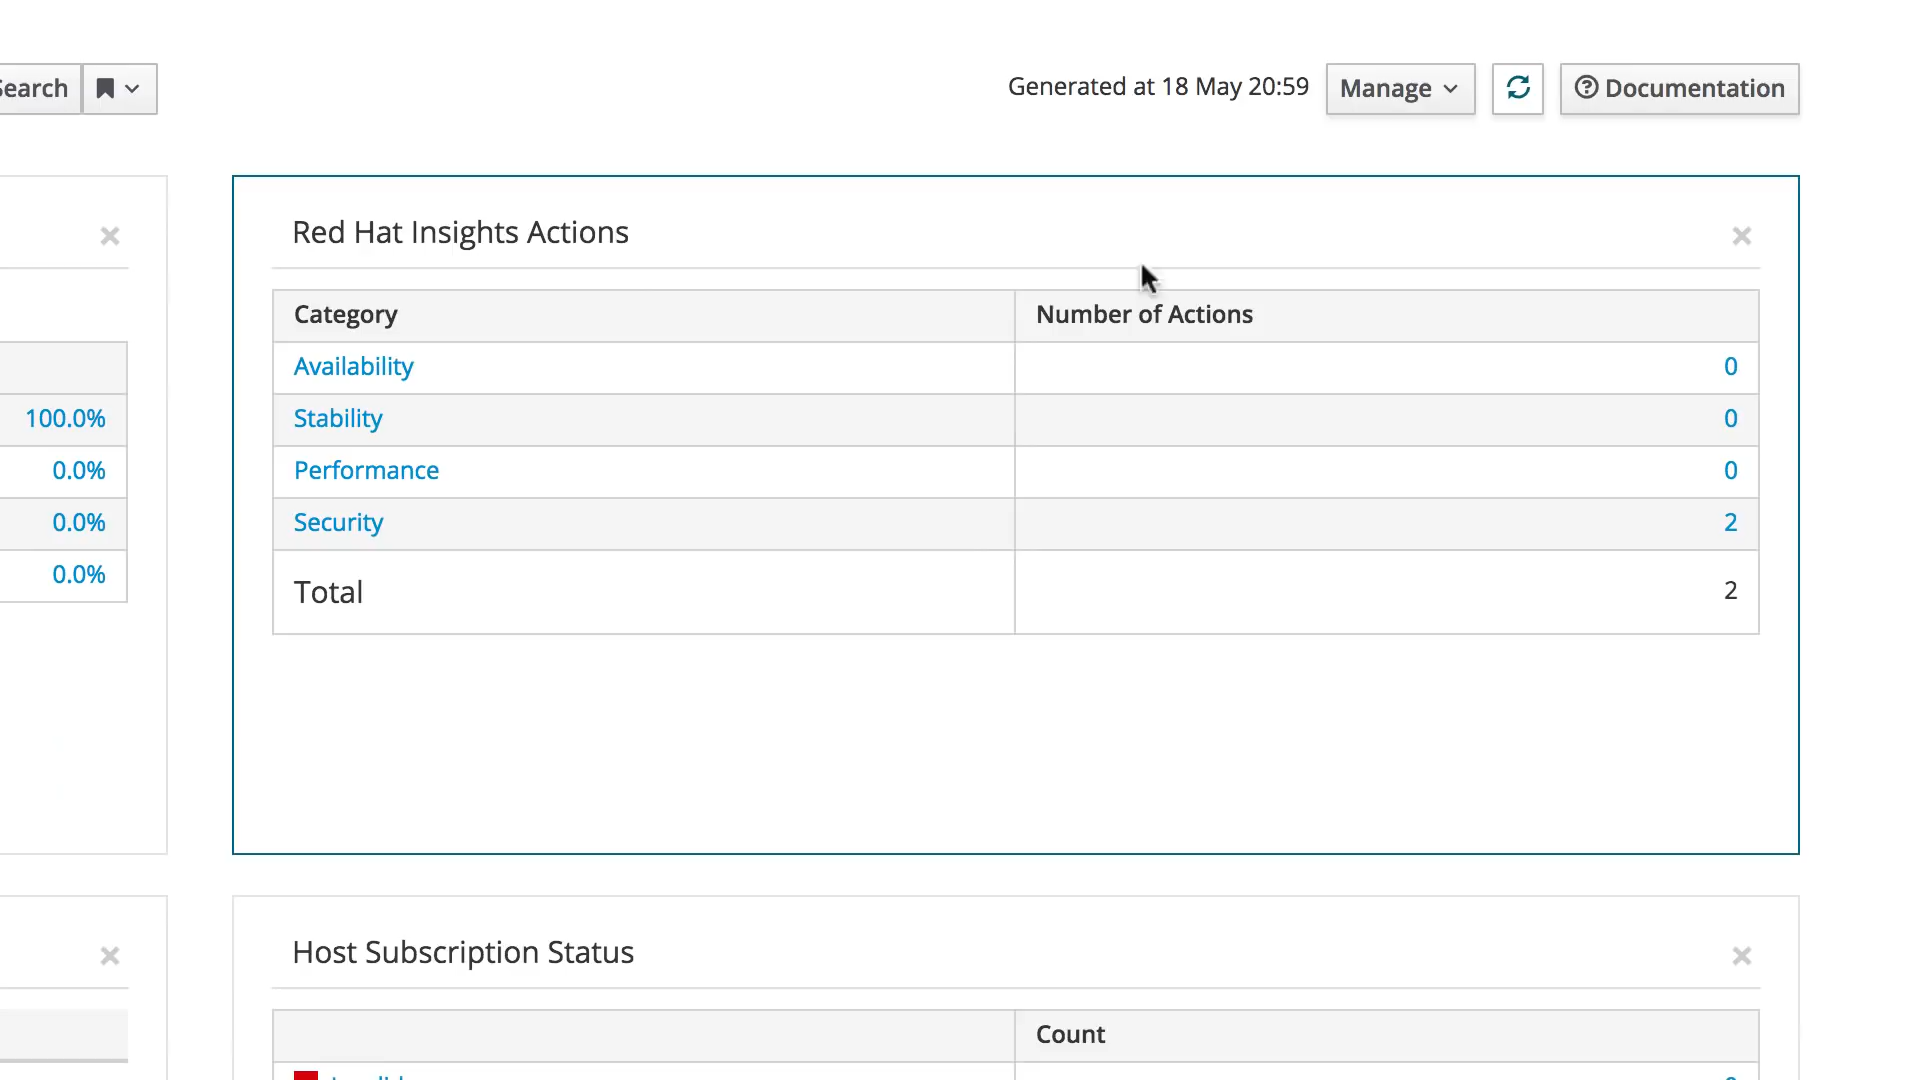 Search
Generated at 18 May 20:59
Manage
Documentation
Red Hat Insights Actions
Category Number of Actions
Availability 0
100.0%
Stability 0
0.0%
Performance 0
0.0%
Security 2
0.0%
Total 2
Host Subscription Status
Count